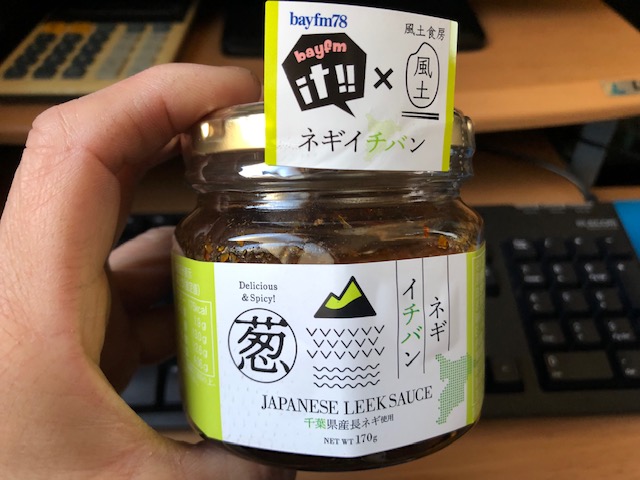 bayfm78
bayfm
it!!
×
風土食房
風土
ネギイチバン
Delicious
& Spicy!
葱
ネギ
イチバン
JAPANESE LEEK SAUCE
千葉県産長ネギ使用
NET WT 170g